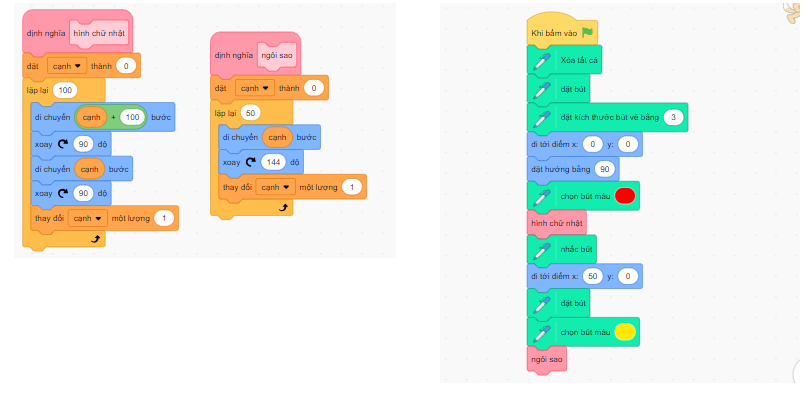 định nghĩa hình chữ nhật
đặt cạnh thành 0
lặp lại 100
di chuyển cạnh + 100 bước
xoay 90 độ
di chuyển cạnh bước
xoay 90 độ
thay đổi cạnh một lượng 1
định nghĩa ngôi sao
đặt cạnh thành 0
lặp lại 50
di chuyển cạnh bước
xoay 144 độ
thay đổi cạnh một lượng 1
Khi bấm vào
Xóa tất cả
đặt bút
đặt kích thước bút vẽ bằng 3
đi tới điểm x: 0 y: 0
đặt hướng bằng 90
chọn bút màu
hình chữ nhật
nhấc bút
đi tới điểm x: 50 y: 0
đặt bút
chọn bút màu
ngôi sao